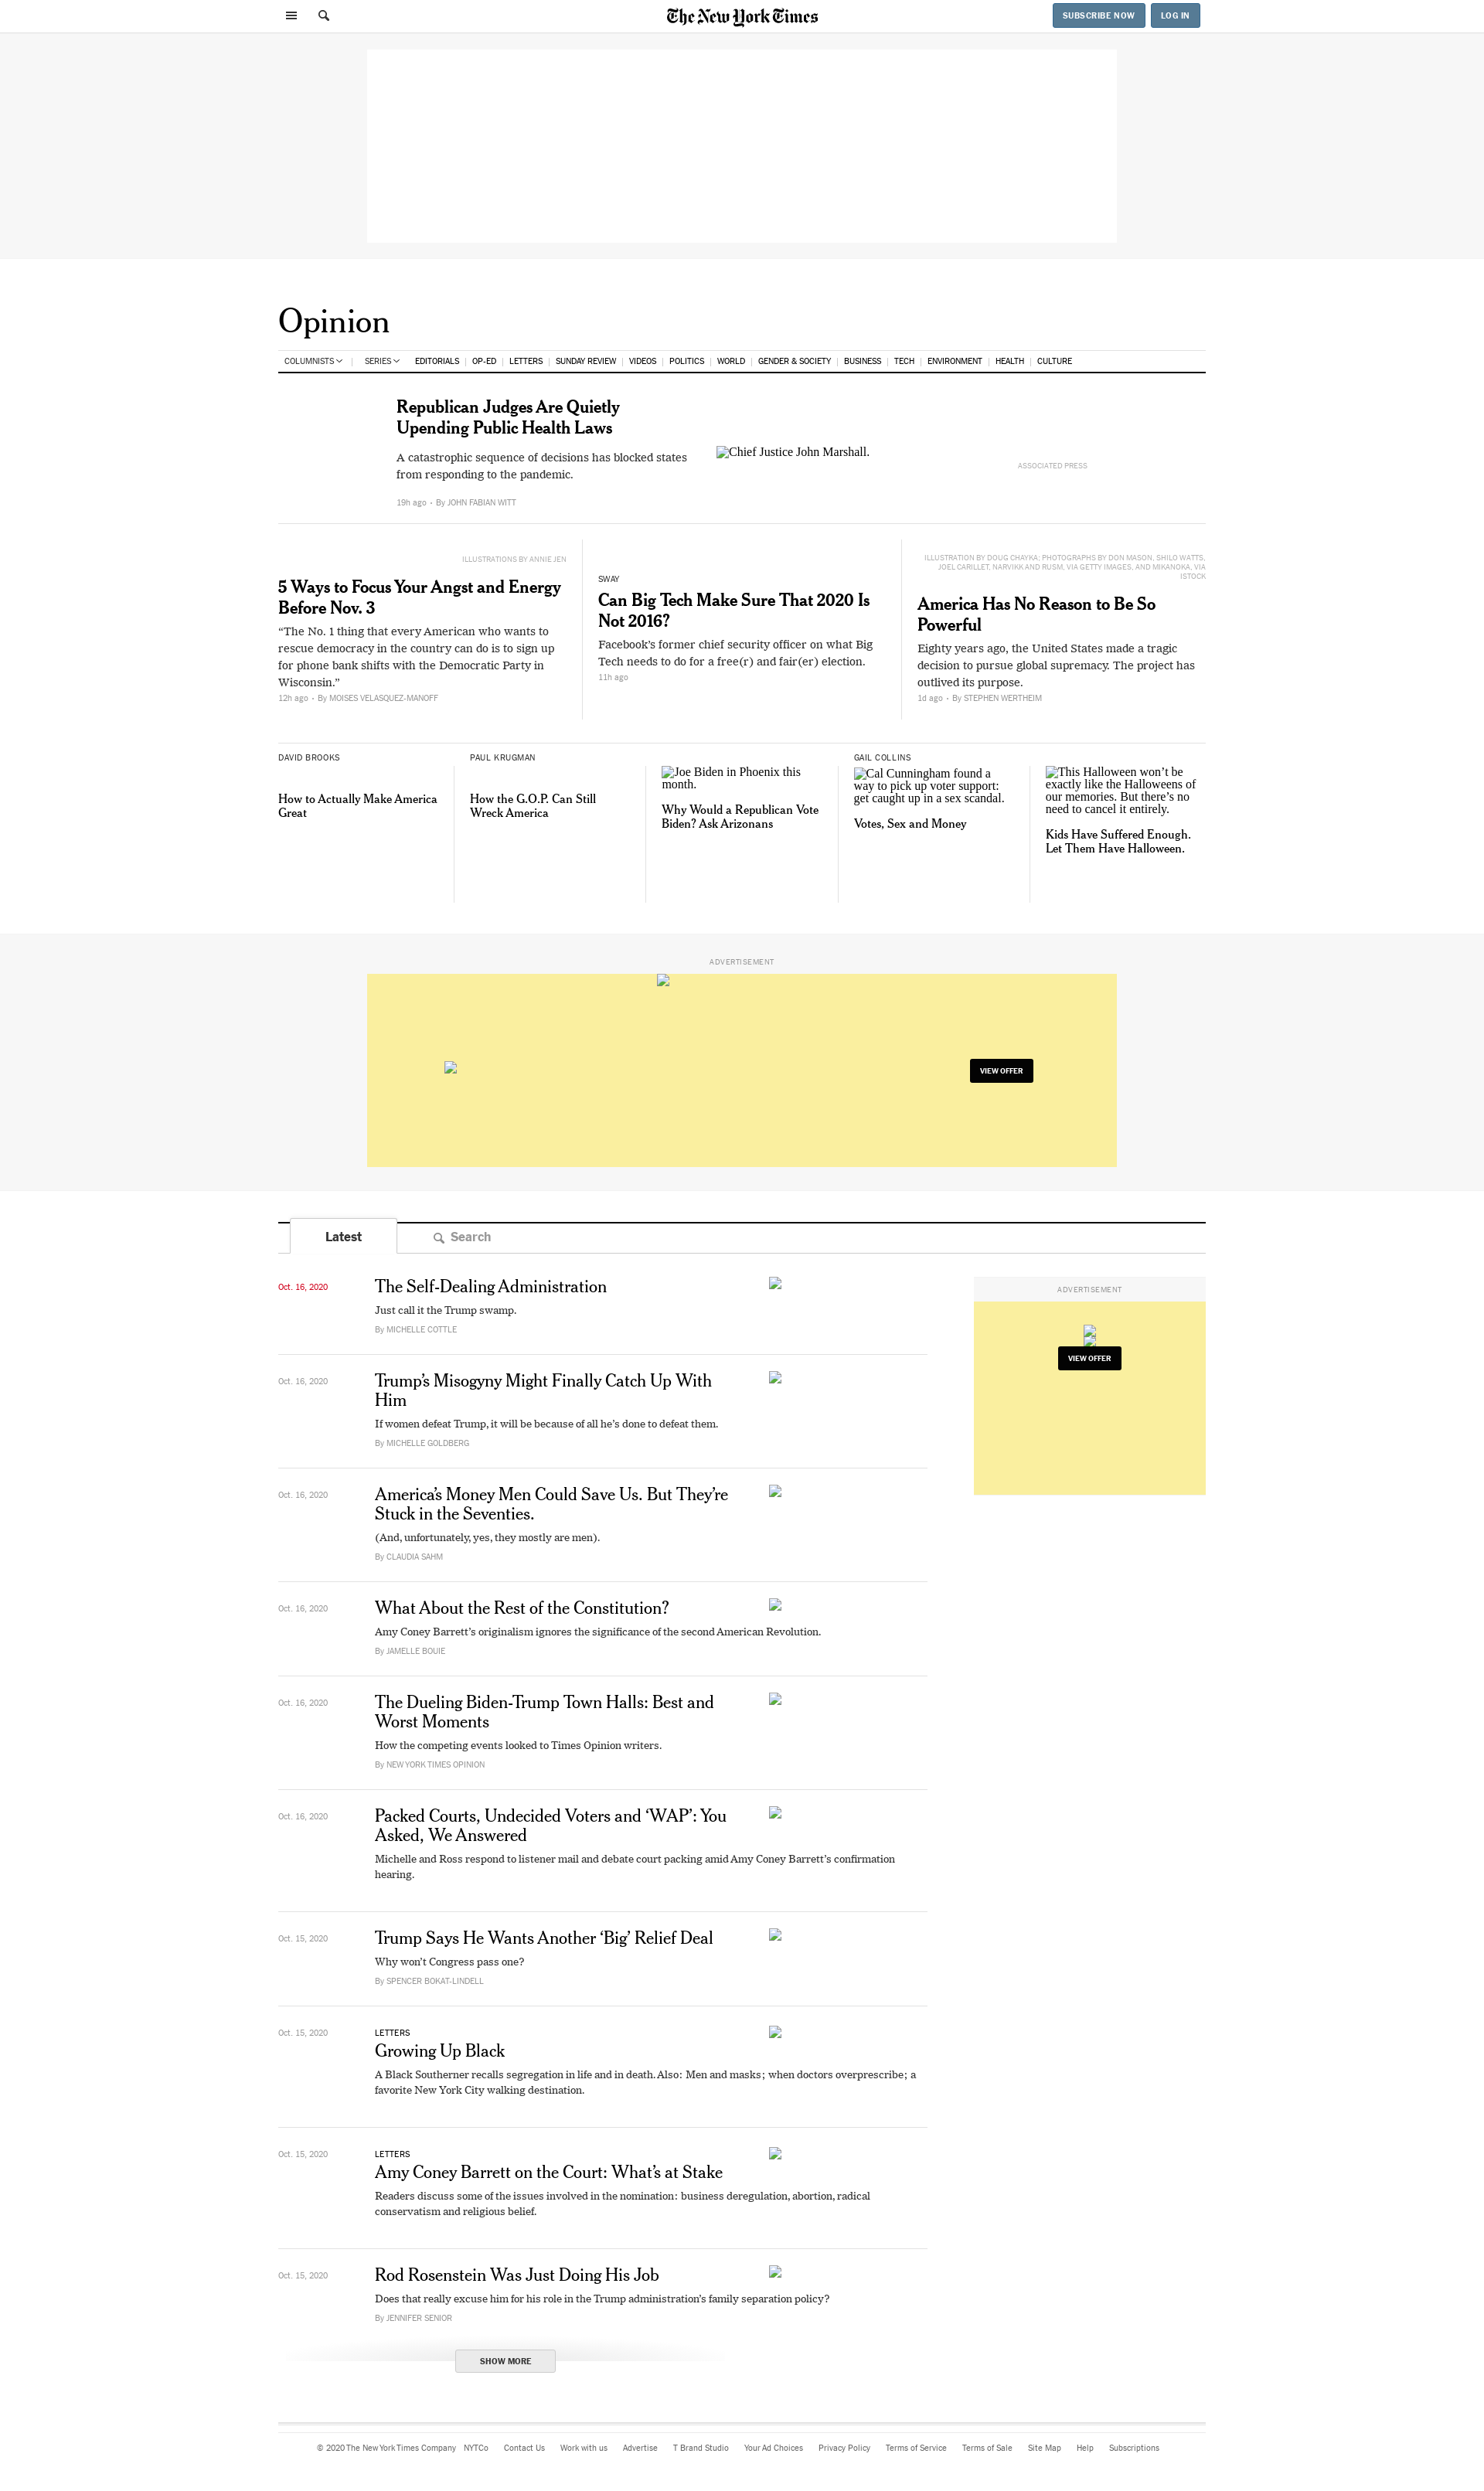 The New York Times
SUBSCRIBE NOW
LOG IN
Opinion
COLUMNISTS
SERIES
EDITORIALS
OP-ED
LETTERS
SUNDAY REVIEW
VIDEOS
POLITICS
WORLD
GENDER & SOCIETY
BUSINESS
TECH
ENVIRONMENT
HEALTH
CULTURE
Republican Judges Are Quietly
Upending Public Health Laws
A catastrophic sequence of decisions has blocked states
from responding to the pandemic.
19h ago • By JOHN FABIAN WITT
Chief Justice John Marshall.
ASSOCIATED PRESS
ILLUSTRATIONS BY ANNIE JEN
5 Ways to Focus Your Angst and Energy
Before Nov. 3
“The No. 1 thing that every American who wants to
rescue democracy in the country can do is to sign up
for phone bank shifts with the Democratic Party in
Wisconsin.”
12h ago • By MOISES VELASQUEZ-MANOFF
SWAY
Can Big Tech Make Sure That 2020 Is
Not 2016?
Facebook’s former chief security officer on what Big
Tech needs to do for a free(r) and fair(er) election.
11h ago
ILLUSTRATION BY DOUG CHAYKA; PHOTOGRAPHS BY DON MASON, SHILO WATTS,
JOEL CARILLET, NARVIKK AND RUSM, VIA GETTY IMAGES, AND MIKANOKA, VIA
ISTOCK
America Has No Reason to Be So
Powerful
Eighty years ago, the United States made a tragic
decision to pursue global supremacy. The project has
outlived its purpose.
1d ago • By STEPHEN WERTHEIM
DAVID BROOKS
How to Actually Make America
Great
PAUL KRUGMAN
How the G.O.P. Can Still
Wreck America
Joe Biden in Phoenix this
month.
Why Would a Republican Vote
Biden? Ask Arizonans
GAIL COLLINS
Cal Cunningham found a
way to pick up voter support:
get caught up in a sex scandal.
Votes, Sex and Money
This Halloween won’t be
exactly like the Halloweens of
our memories. But there’s no
need to cancel it entirely.
Kids Have Suffered Enough.
Let Them Have Halloween.
ADVERTISEMENT
VIEW OFFER
Latest
Search
Oct. 16, 2020
The Self-Dealing Administration
Just call it the Trump swamp.
By MICHELLE COTTLE
ADVERTISEMENT
VIEW OFFER
Oct. 16, 2020
Trump’s Misogyny Might Finally Catch Up With
Him
If women defeat Trump, it will be because of all he’s done to defeat them.
By MICHELLE GOLDBERG
Oct. 16, 2020
America’s Money Men Could Save Us. But They’re
Stuck in the Seventies.
(And, unfortunately, yes, they mostly are men).
By CLAUDIA SAHM
Oct. 16, 2020
What About the Rest of the Constitution?
Amy Coney Barrett’s originalism ignores the significance of the second American Revolution.
By JAMELLE BOUIE
Oct. 16, 2020
The Dueling Biden-Trump Town Halls: Best and
Worst Moments
How the competing events looked to Times Opinion writers.
By NEW YORK TIMES OPINION
Oct. 16, 2020
Packed Courts, Undecided Voters and ‘WAP’: You
Asked, We Answered
Michelle and Ross respond to listener mail and debate court packing amid Amy Coney Barrett’s confirmation
hearing.
Oct. 15, 2020
Trump Says He Wants Another ‘Big’ Relief Deal
Why won’t Congress pass one?
By SPENCER BOKAT-LINDELL
Oct. 15, 2020
LETTERS
Growing Up Black
A Black Southerner recalls segregation in life and in death. Also: Men and masks; when doctors overprescribe; a
favorite New York City walking destination.
Oct. 15, 2020
LETTERS
Amy Coney Barrett on the Court: What’s at Stake
Readers discuss some of the issues involved in the nomination: business deregulation, abortion, radical
conservatism and religious belief.
Oct. 15, 2020
Rod Rosenstein Was Just Doing His Job
Does that really excuse him for his role in the Trump administration’s family separation policy?
By JENNIFER SENIOR
SHOW MORE
© 2020 The New York Times Company NYTCo Contact Us Work with us Advertise T Brand Studio Your Ad Choices Privacy Policy Terms of Service Terms of Sale Site Map Help Subscriptions